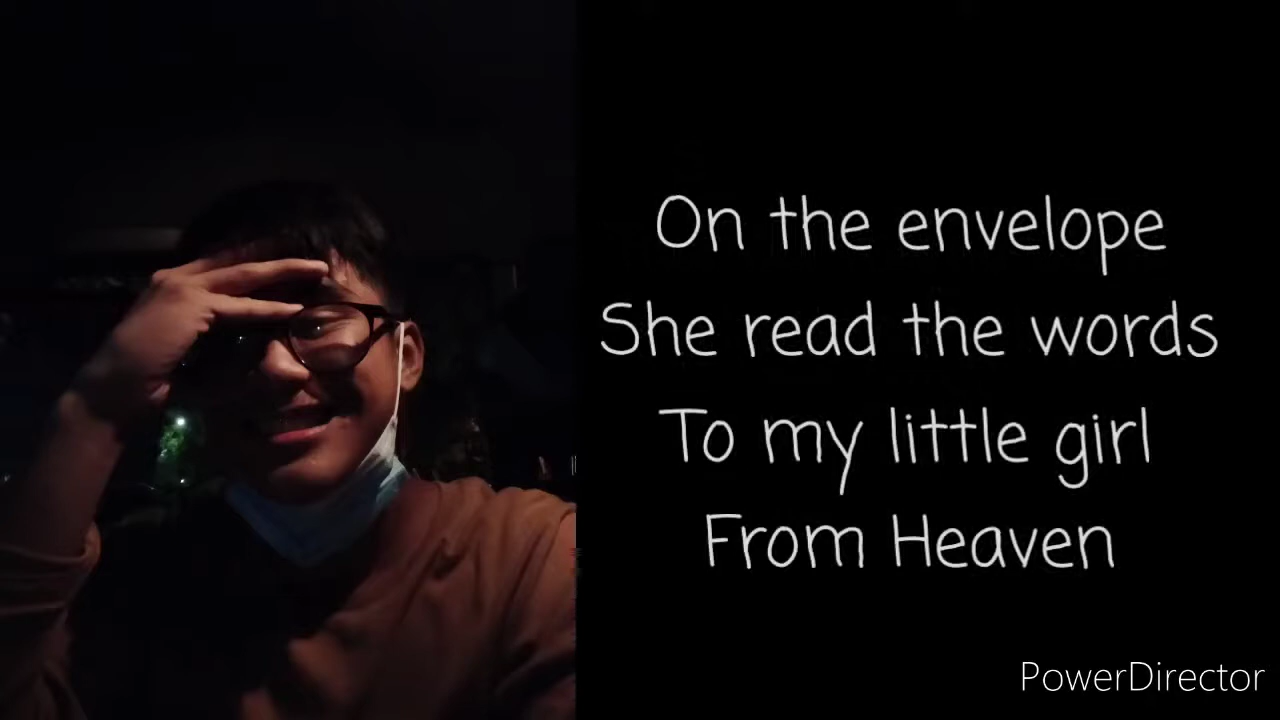 On the envelope
She read the words
To my little girl
From Heaven
PowerDirector